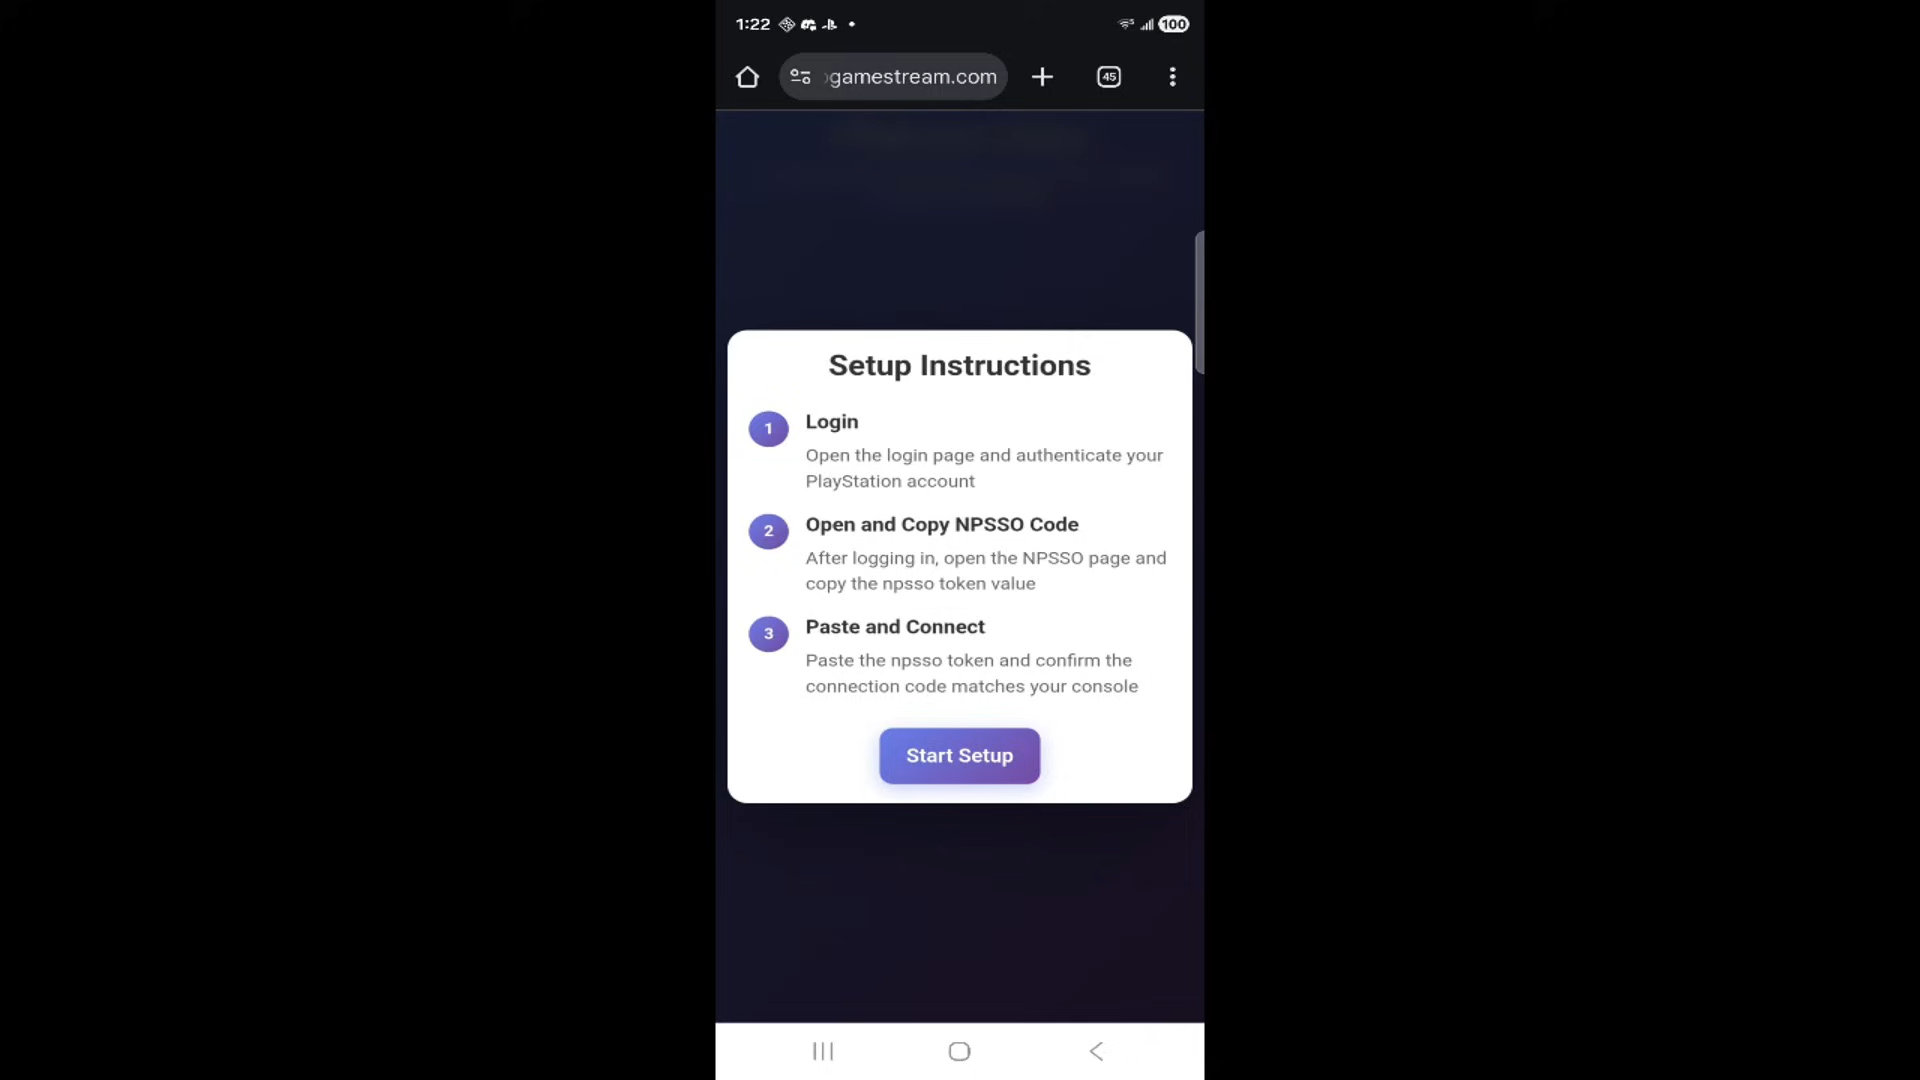 1:22
100
gamestream.com
45
Setup Instructions
1
Login
Open the login page and authenticate your
PlayStation account
2
Open and Copy NPSSO Code
After logging in, open the NPSSO page and
copy the npsso token value
3
Paste and Connect
Paste the npsso token and confirm the
connection code matches your console
Start Setup